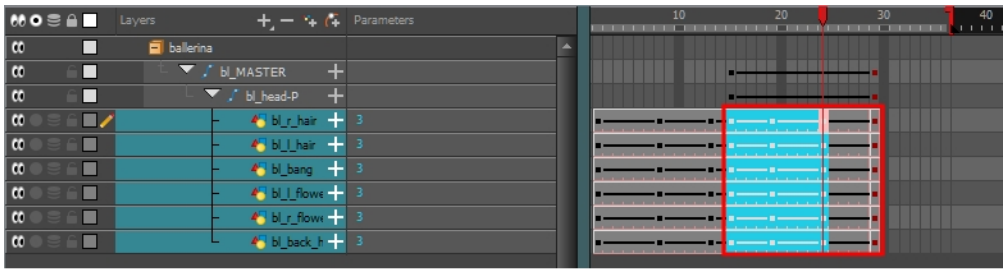 Layers Parameters 10 20 30 40
ballerina
bl_MASTER
bl_head-P
bl_r_hair 3
bl_l_hair 3
bl_bang 3
bl_l_flowe 3
bl_r_flowe 3
bl_back_h 3